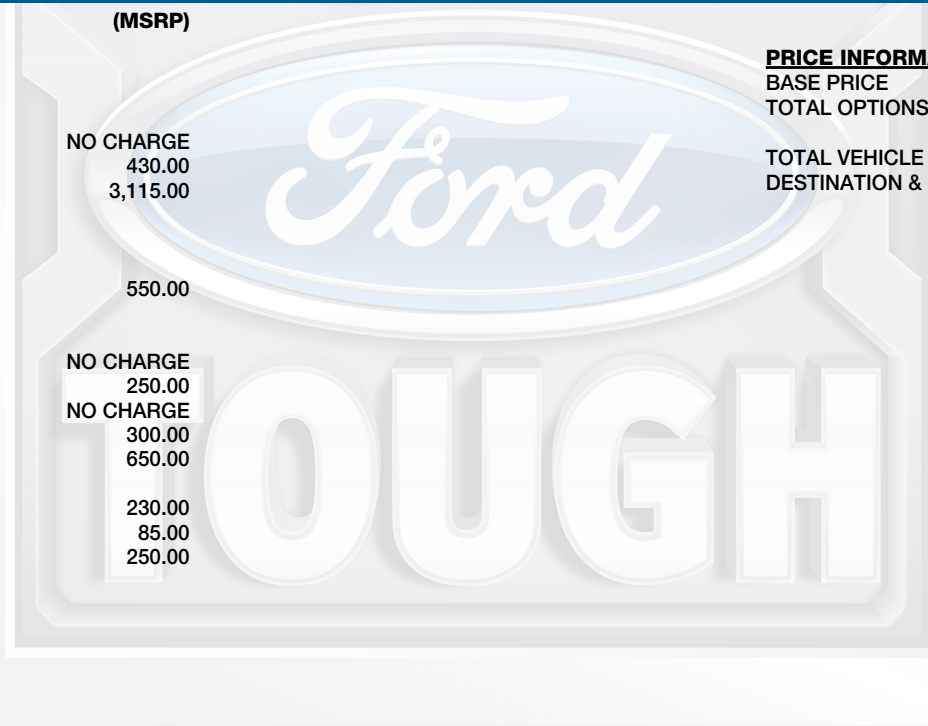 (MSRP)
NO CHARGE
430.00
3,115.00
550.00
NO CHARGE
250.00
NO CHARGE
300.00
650.00
230.00
85.00
250.00
PRICE INFORMA
BASE PRICE
TOTAL OPTIONS
TOTAL VEHICLE
DESTINATION &
Ford
TOUGH